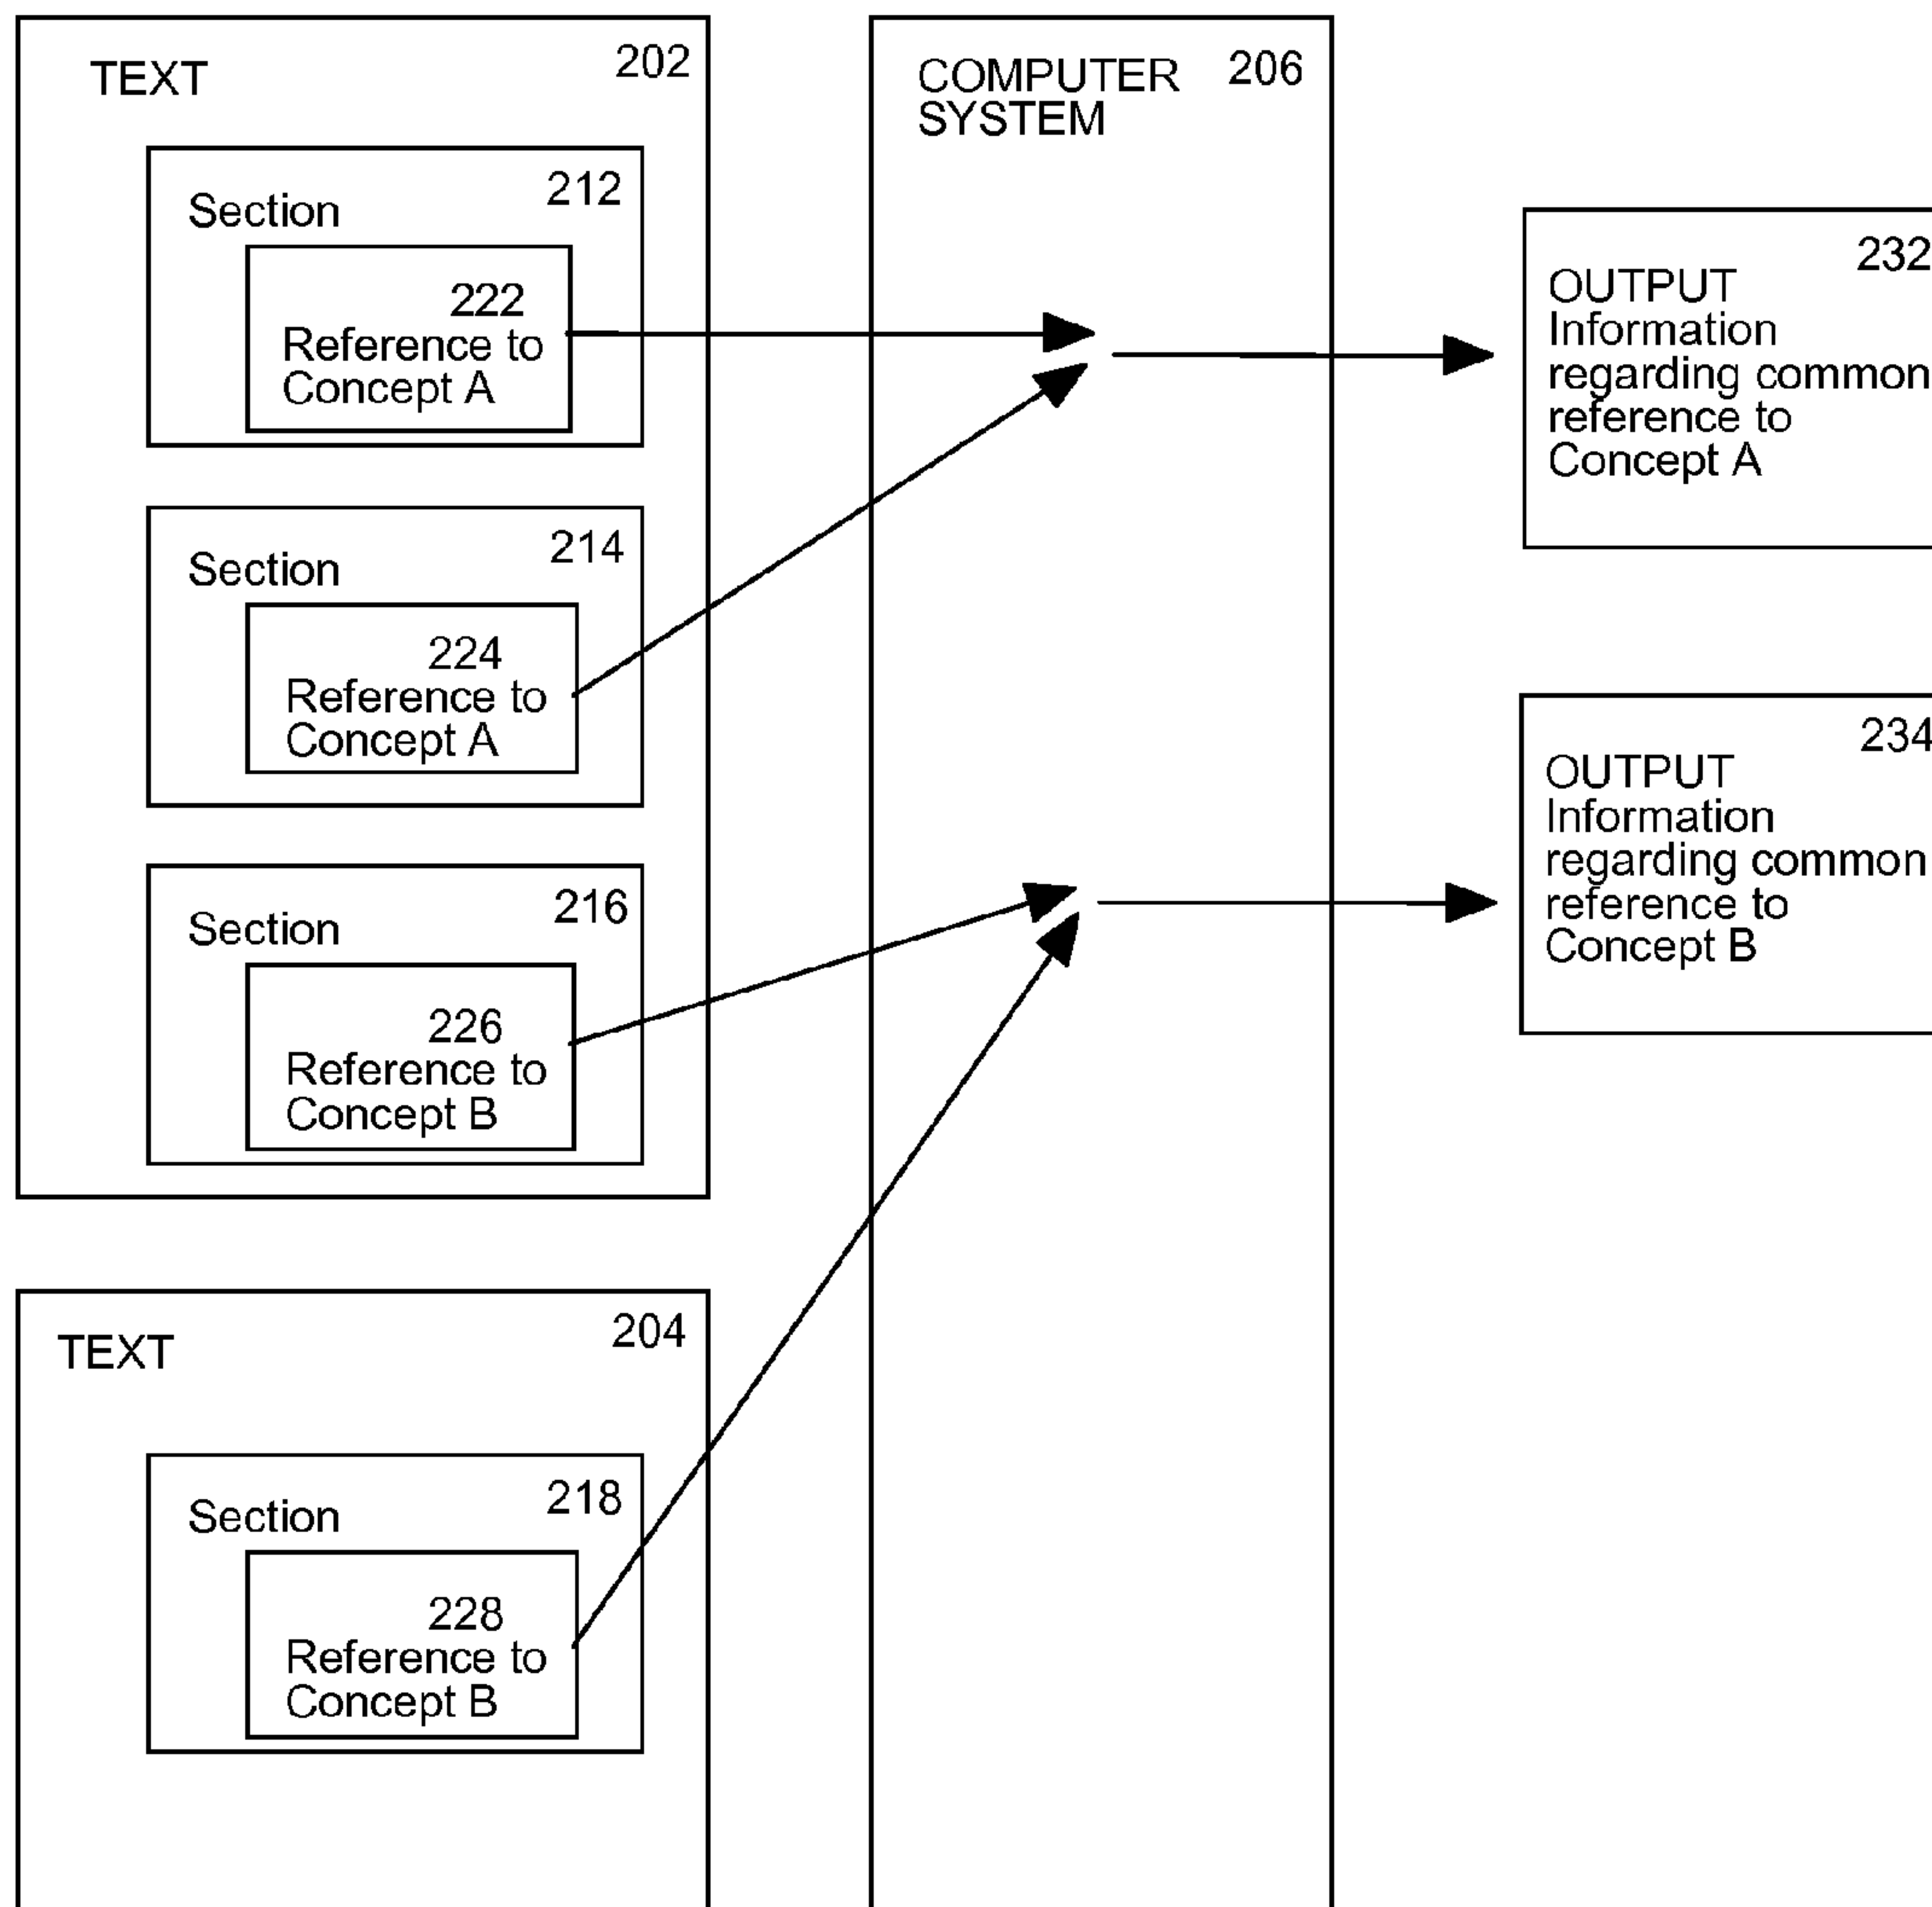 TEXT
202
Section
212
222
Reference to
Concept A
Section
214
224
Reference to
Concept A
Section
216
226
Reference to
Concept B
TEXT
204
Section
218
228
Reference to
Concept B
COMPUTER
SYSTEM
206
232
OUTPUT
Information
regarding common
reference to
Concept A
234
OUTPUT
Information
regarding common
reference to
Concept B